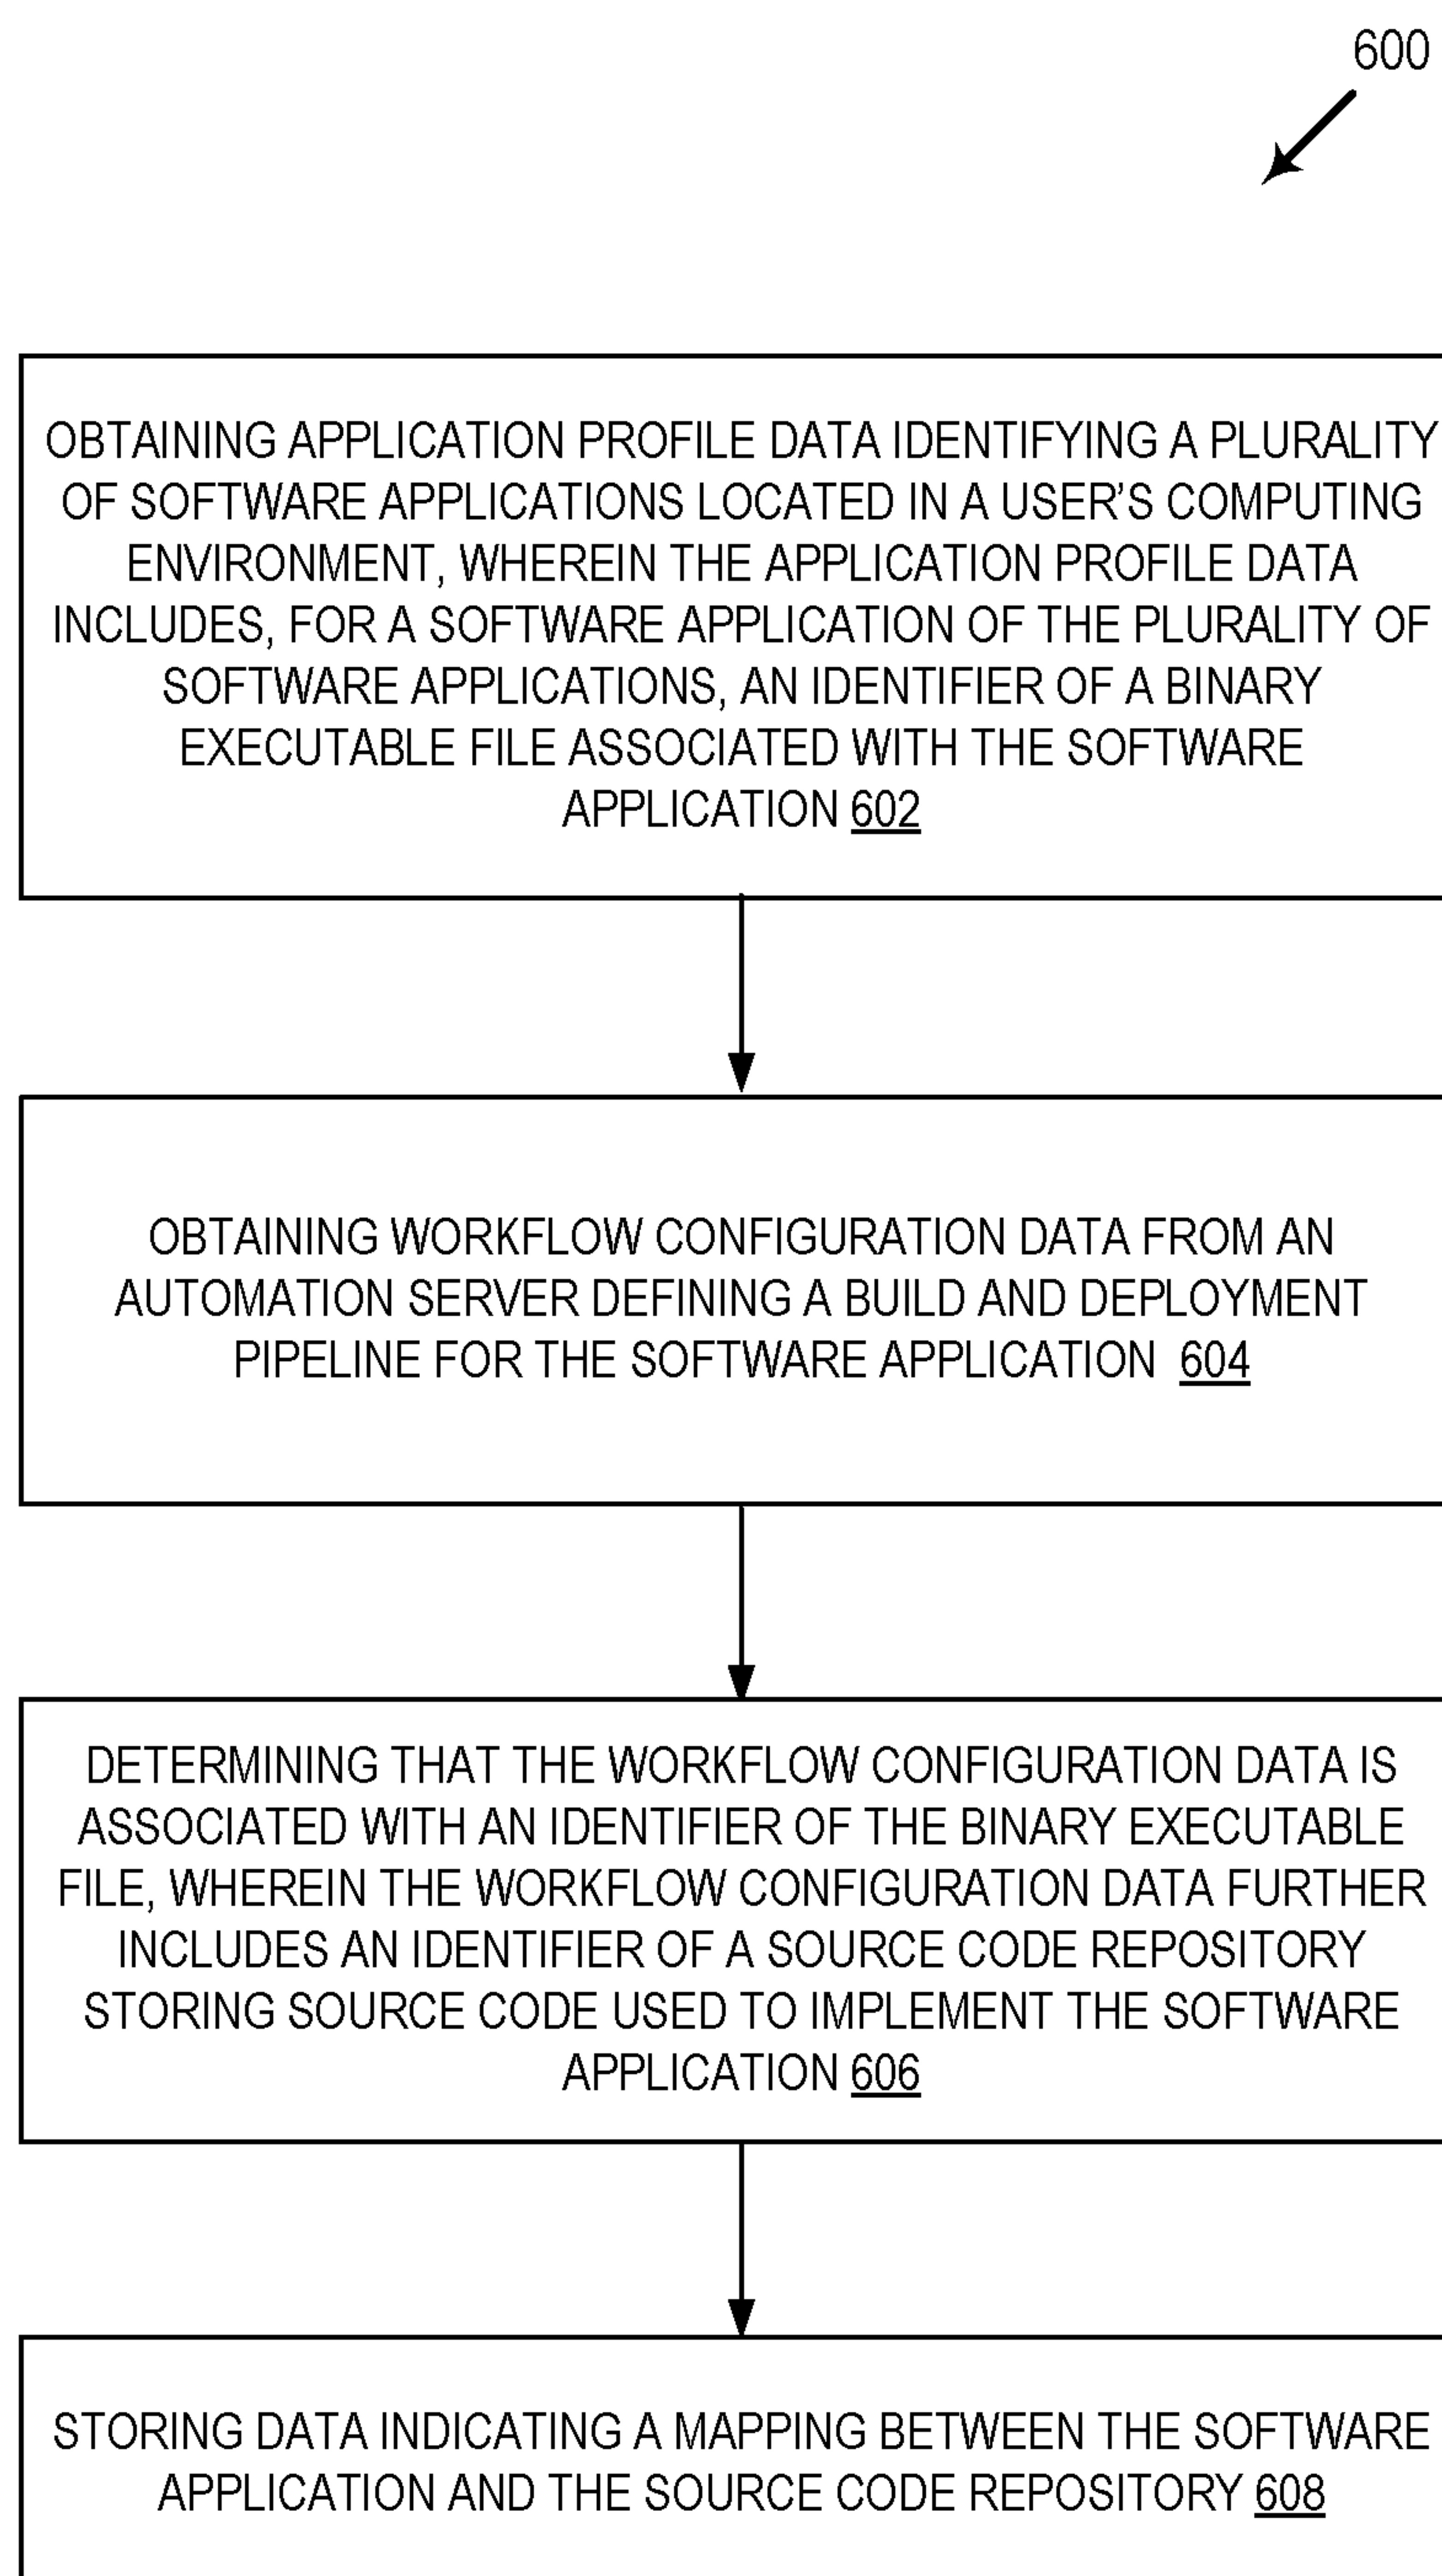 600
OBTAINING APPLICATION PROFILE DATA IDENTIFYING A PLURALITY
OF SOFTWARE APPLICATIONS LOCATED IN A USER’S COMPUTING
ENVIRONMENT, WHEREIN THE APPLICATION PROFILE DATA
INCLUDES, FOR A SOFTWARE APPLICATION OF THE PLURALITY OF
SOFTWARE APPLICATIONS, AN IDENTIFIER OF A BINARY
EXECUTABLE FILE ASSOCIATED WITH THE SOFTWARE
APPLICATION 602
OBTAINING WORKFLOW CONFIGURATION DATA FROM AN
AUTOMATION SERVER DEFINING A BUILD AND DEPLOYMENT
PIPELINE FOR THE SOFTWARE APPLICATION 604
DETERMINING THAT THE WORKFLOW CONFIGURATION DATA IS
ASSOCIATED WITH AN IDENTIFIER OF THE BINARY EXECUTABLE
FILE, WHEREIN THE WORKFLOW CONFIGURATION DATA FURTHER
INCLUDES AN IDENTIFIER OF A SOURCE CODE REPOSITORY
STORING SOURCE CODE USED TO IMPLEMENT THE SOFTWARE
APPLICATION 606
STORING DATA INDICATING A MAPPING BETWEEN THE SOFTWARE
APPLICATION AND THE SOURCE CODE REPOSITORY 608